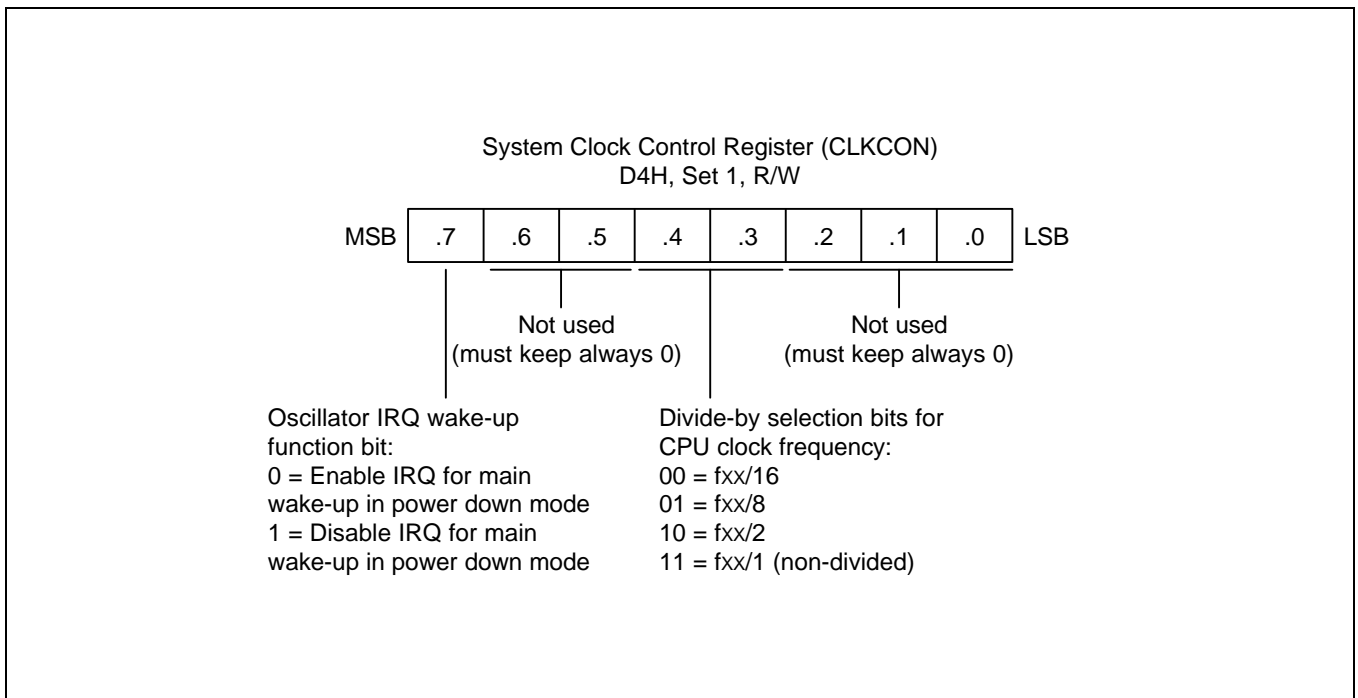 System Clock Control Register (CLKCON)
D4H, Set 1, R/W
MSB .7 .6 .5 .4 .3 .2 .1 .0 LSB
Not used
(must keep always 0)
Not used
(must keep always 0)
Oscillator IRQ wake-up
function bit:
0 = Enable IRQ for main
wake-up in power down mode
1 = Disable IRQ for main
wake-up in power down mode
Divide-by selection bits for
CPU clock frequency:
00 = fxx/16
01 = fxx/8
10 = fxx/2
11 = fxx/1 (non-divided)